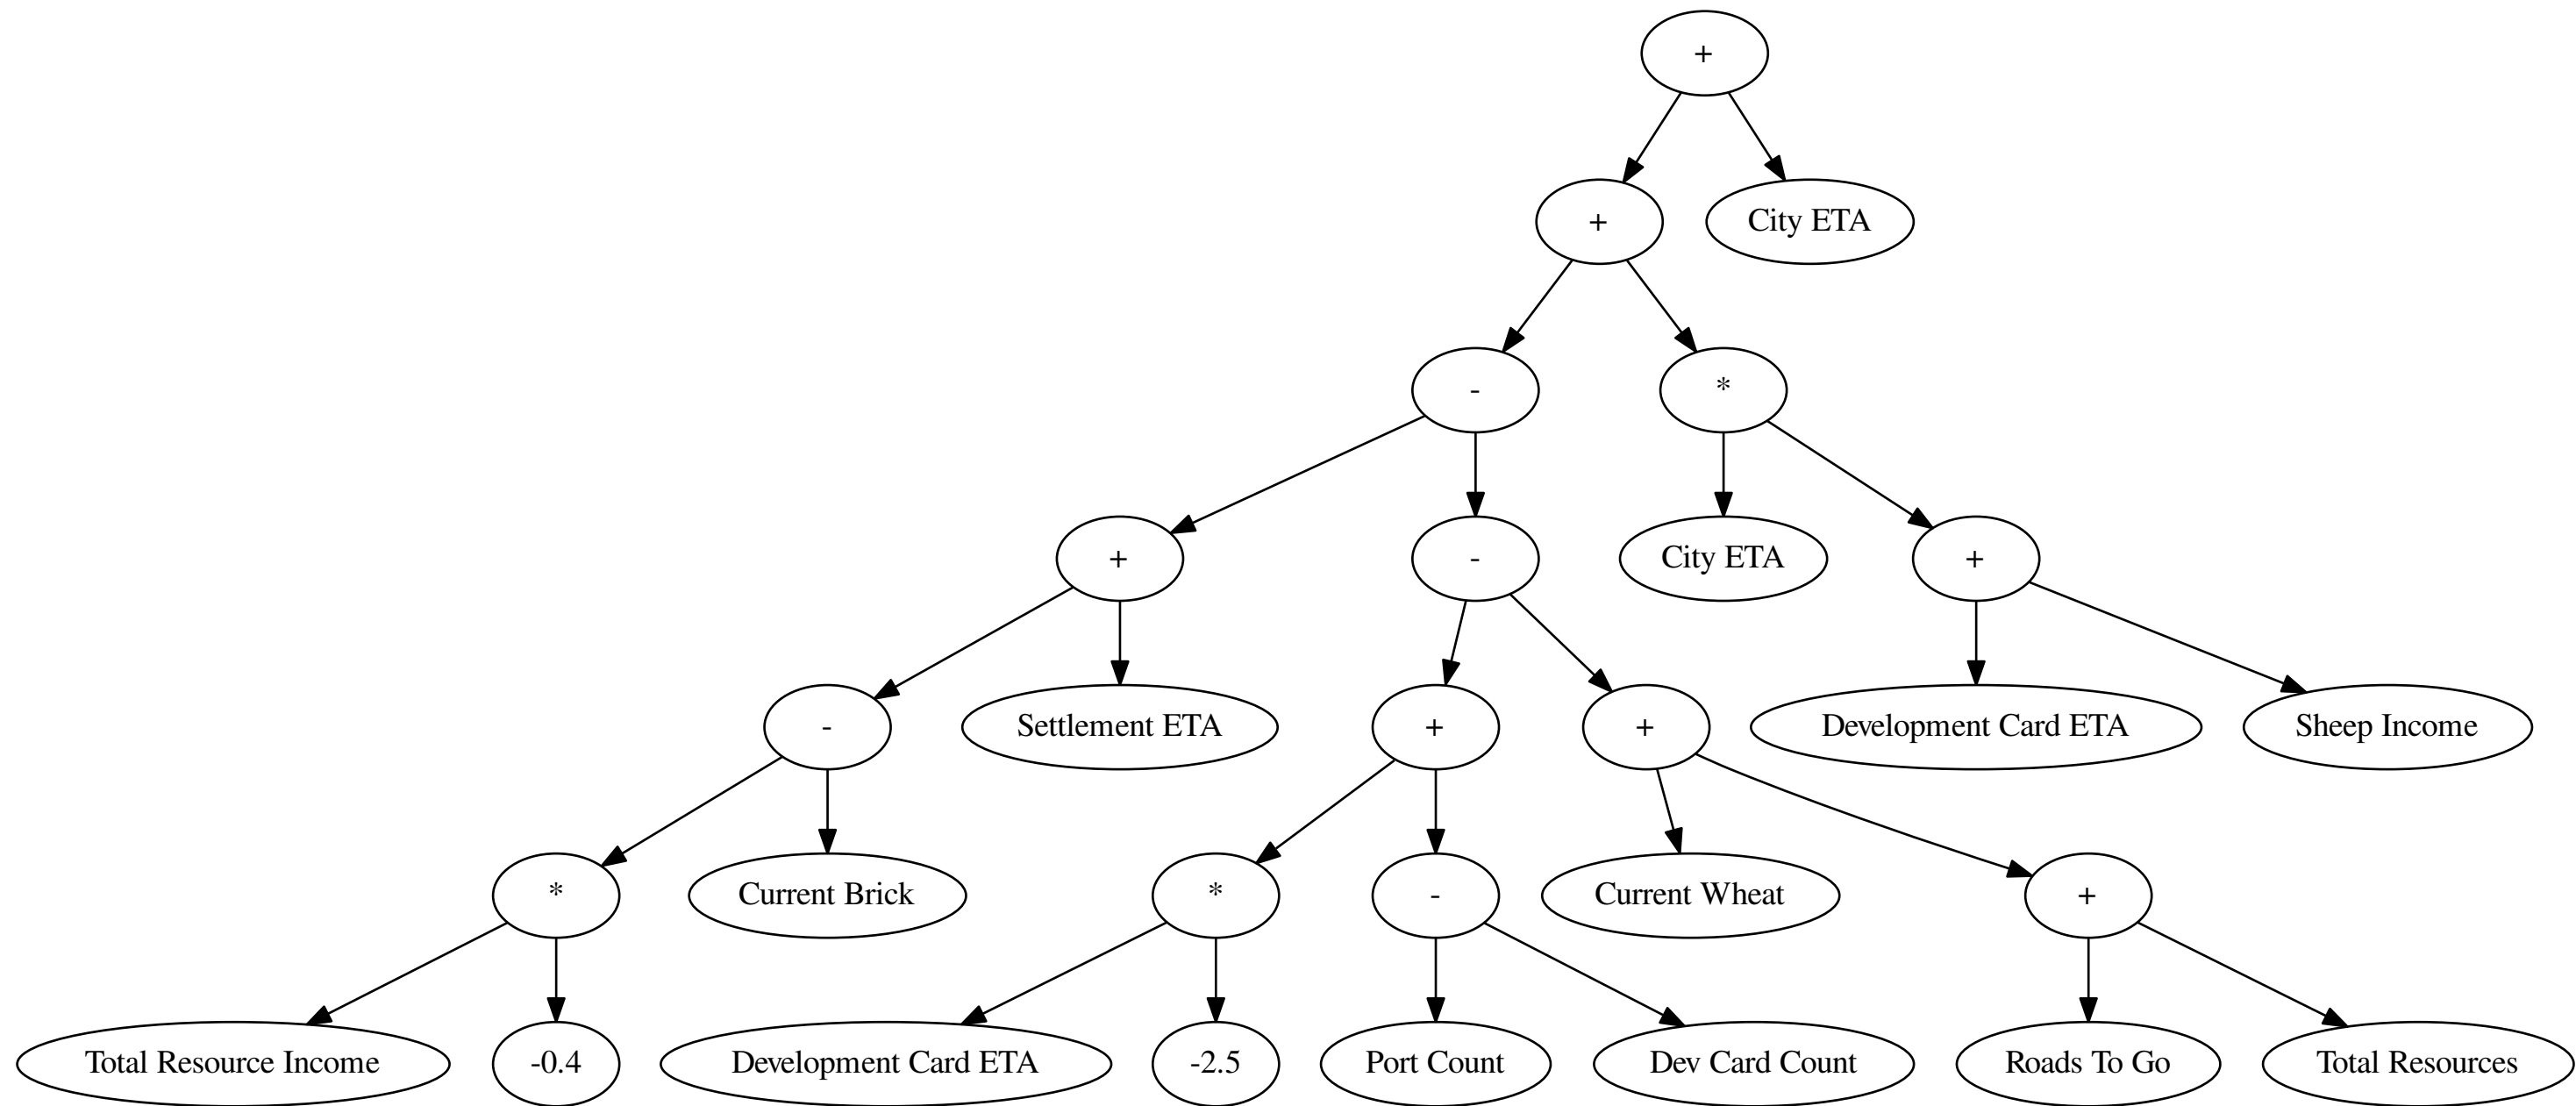 +
+
City ETA
-
*
+
-
City ETA
+
-
Settlement ETA
+
+
Development Card ETA
Sheep Income
*
Current Brick
*
-
Current Wheat
+
Total Resource Income
-0.4
Development Card ETA
-2.5
Port Count
Dev Card Count
Roads To Go
Total Resources